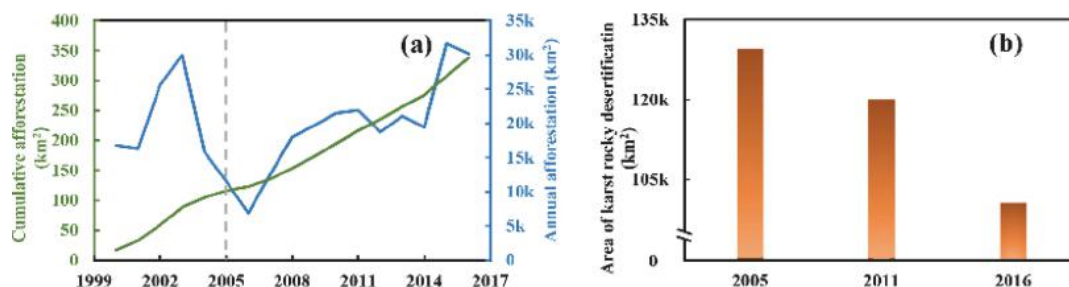 400
350
300
250
200
150
100
50
0
Cumulative afforestation
(km²)
(a)
35k
30k
25k
20k
15k
10k
5k
0
Annual afforestation (km²)
1999 2002 2005 2008 2011 2014 2017
135k
120k
105k
0
Area of karst rocky desertificatin
(km²)
(b)
2005 2011 2016